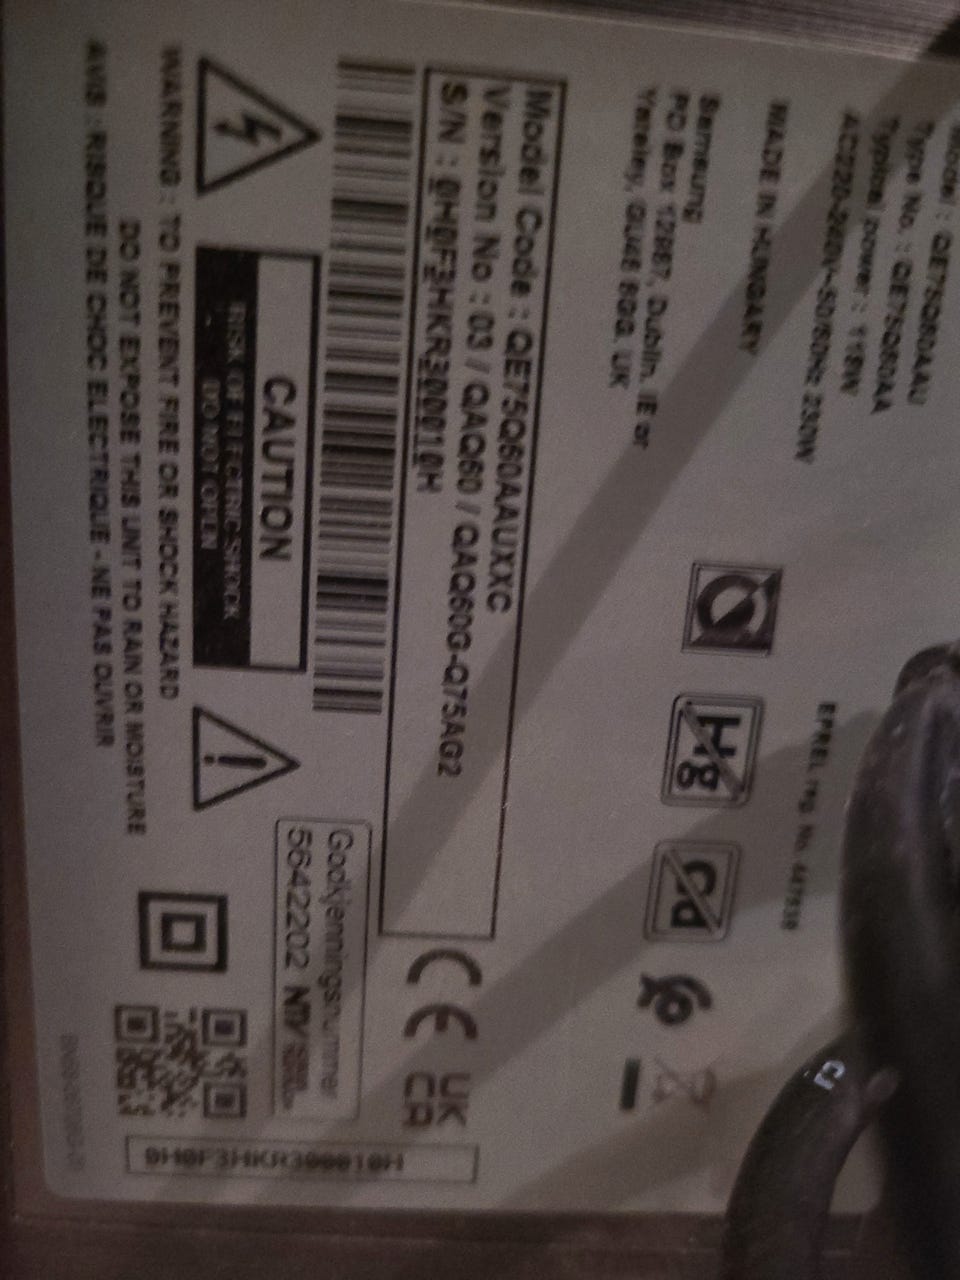 Model : QE75Q60AAU
Type No. : QE75Q60AA
Typical power : 118W
AC220-240V~50/60Hz 230W
MADE IN HUNGARY
Samsung
PO Box 12987, Dublin. IE or
Yateley, GU46 6GG. UK
EPREL reg. No.
Model Code : QE75Q60AAUXXC
Version No : 03 / QAQ60 / QAQ60G-Q75AG2
S/N : 0H0F3HKR300010H
Hg
Cd
CE
UK
CA
CAUTION
RISK OF ELECTRIC SHOCK
DO NOT OPEN
Godkjenningsnummer
5642202 NTV
WARNING : TO PREVENT FIRE OR SHOCK HAZARD
DO NOT EXPOSE THIS UNIT TO RAIN OR MOISTURE
AVIS : RISQUE DE CHOC ELECTRIQUE - NE PAS OUVRIR
0H0F3HKR300010H